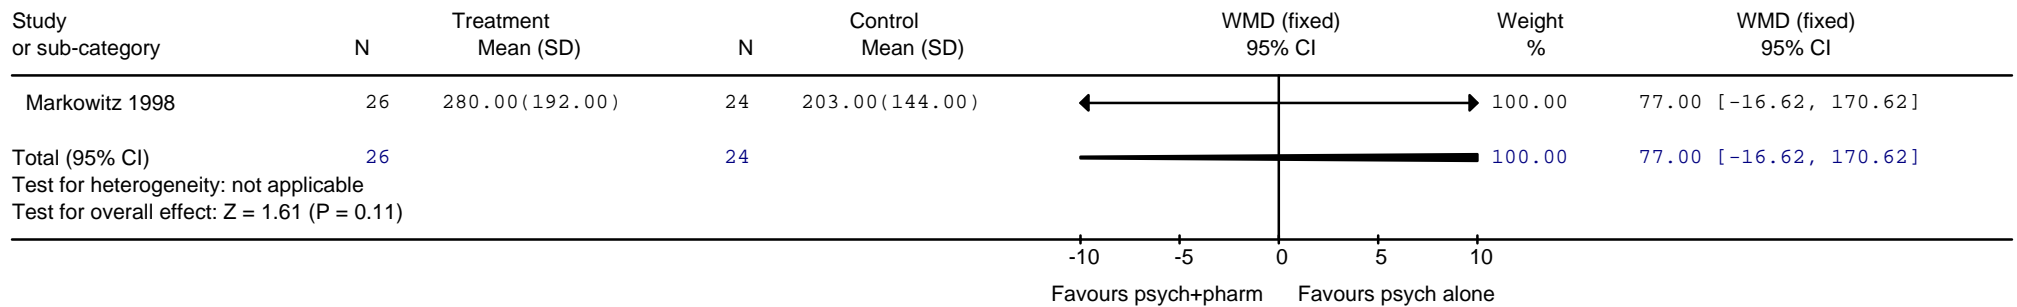 Study Treatment Control WMD (fixed) Weight WMD (fixed)
or sub-category N Mean (SD) N Mean (SD) 95% CI % 95% CI
Markowitz 1998 26 280.00(192.00) 24 203.00(144.00) 100.00 77.00 [-16.62, 170.62]
Total (95% CI) 26 24 100.00 77.00 [-16.62, 170.62]
Test for heterogeneity: not applicable
Test for overall effect: Z = 1.61 (P = 0.11)
-10 -5 0 5 10
Favours psych+pharm Favours psych alone